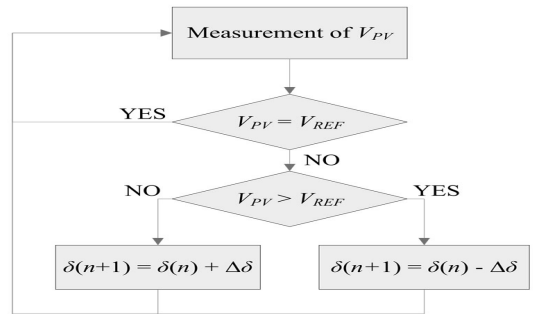 Measurement of V_PV
YES
V_PV = V_REF
NO
V_PV > V_REF
NO
YES
δ(n+1) = δ(n) + Δδ
δ(n+1) = δ(n) - Δδ